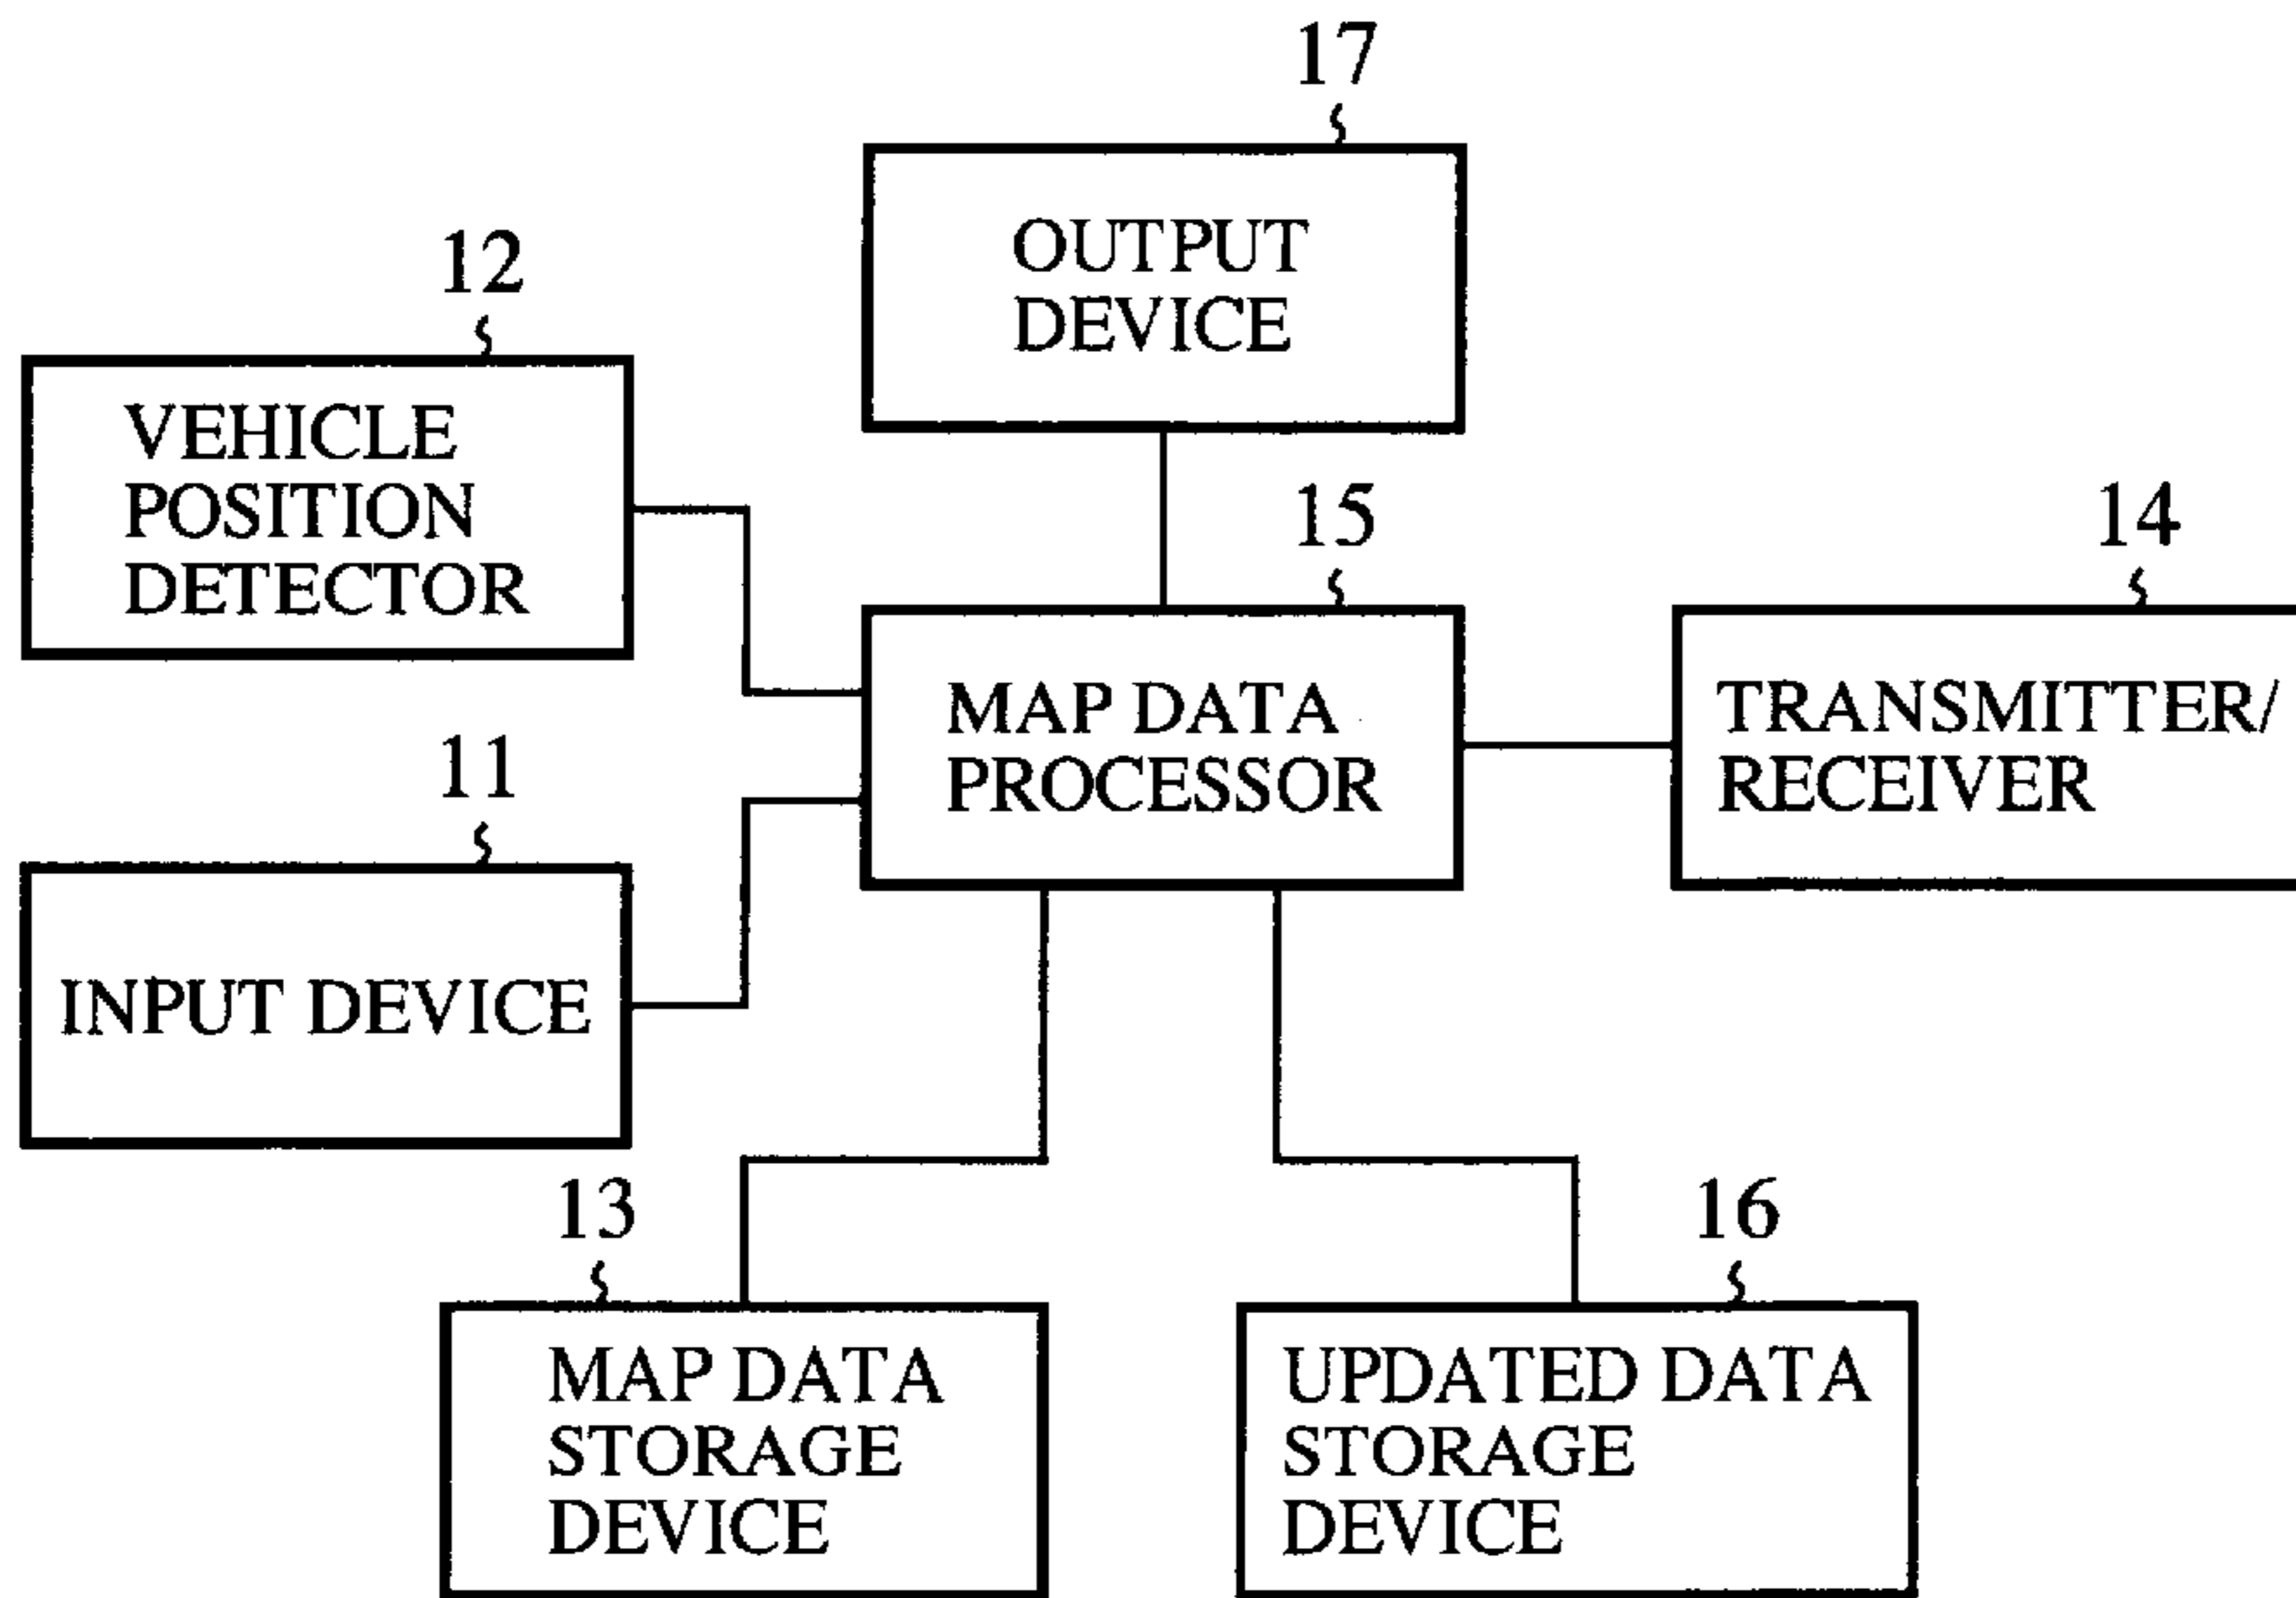 17
OUTPUT
DEVICE
12
VEHICLE
POSITION
DETECTOR
15
MAP DATA
PROCESSOR
14
TRANSMITTER/
RECEIVER
11
INPUT DEVICE
13
MAP DATA
STORAGE
DEVICE
16
UPDATED DATA
STORAGE
DEVICE